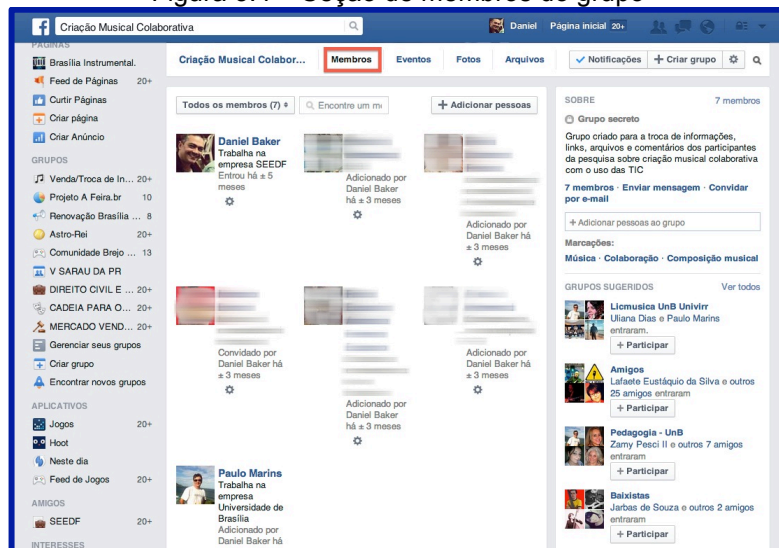 Criação Musical Colaborativa
Daniel Página inicial 20+
PÁGINAS
Brasília Instrumental.
Feed de Páginas 20+
Curtir Páginas
Criar página
Criar Anúncio
GRUPOS
Venda/Troca de In... 20+
Projeto A Feira.br 10
Renovação Brasília ... 8
Astro-Rei 20+
Comunidade Brejo ... 13
V SARAU DA PR
DIREITO CIVIL E ... 20+
CADEIA PARA O... 20+
MERCADO VEND... 20+
Gerenciar seus grupos
Criar grupo
Encontrar novos grupos
APLICATIVOS
Jogos 20+
Hoot
Neste dia
Feed de Jogos 20+
AMIGOS
SEEDF 20+
INTERESSES
Criação Musical Colabor... Membros Eventos Fotos Arquivos
Notificações + Criar grupo
Todos os membros (7)
Encontre um
+ Adicionar pessoas
Daniel Baker
Trabalha na
empresa SEEDF
Entrou há ± 5
meses
Adicionado por
Daniel Baker
há ± 3 meses
Adicionado por
Daniel Baker há
± 3 meses
Convidado por
Daniel Baker há
± 3 meses
Adicionado por
Daniel Baker
há ± 3 meses
Adicionado por
Daniel Baker há
± 3 meses
Paulo Marins
Trabalha na
empresa
Universidade de
Brasília
Adicionado por
Daniel Baker há
SOBRE 7 membros
Grupo secreto
Grupo criado para a troca de informações,
links, arquivos e comentários dos participantes
da pesquisa sobre criação musical colaborativa
com o uso das TIC
7 membros · Enviar mensagem · Convidar
por e-mail
+ Adicionar pessoas ao grupo
Marcações:
Música · Colaboração · Composição musical
GRUPOS SUGERIDOS Ver todos
Licmusica UnB Univirr
Uliana Dias e Paulo Marins
entraram.
+ Participar
Amigos
Lafaete Eustáquio da Silva e outros
25 amigos entraram
+ Participar
Pedagogia - UnB
Zamy Pesci II e outros 7 amigos
entraram
+ Participar
Baixistas
Jarbas de Souza e outros 2 amigos
entraram
+ Participar